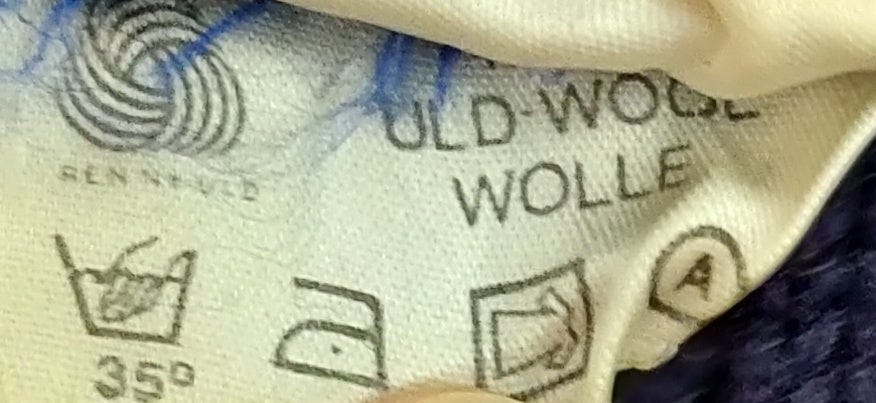 ULD-WOOL
WOLLE
REN NY ULD
A
35°